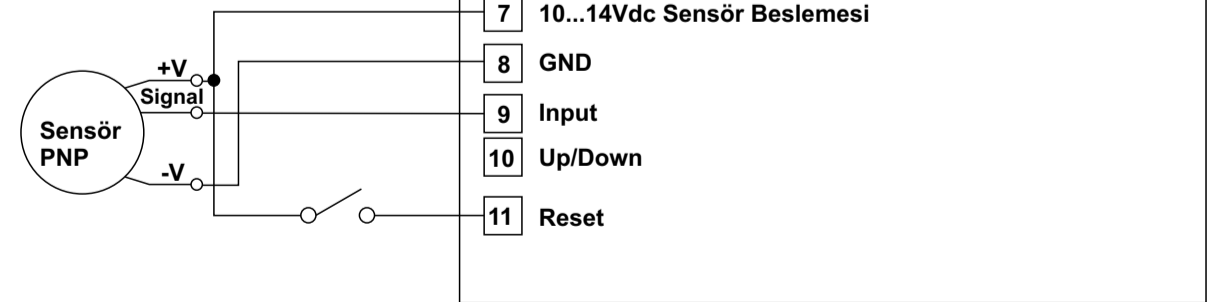 7 10...14Vdc Sensör Beslemesi
8 GND
+V
Signal
9 Input
Sensör
PNP
10 Up/Down
-V
11 Reset